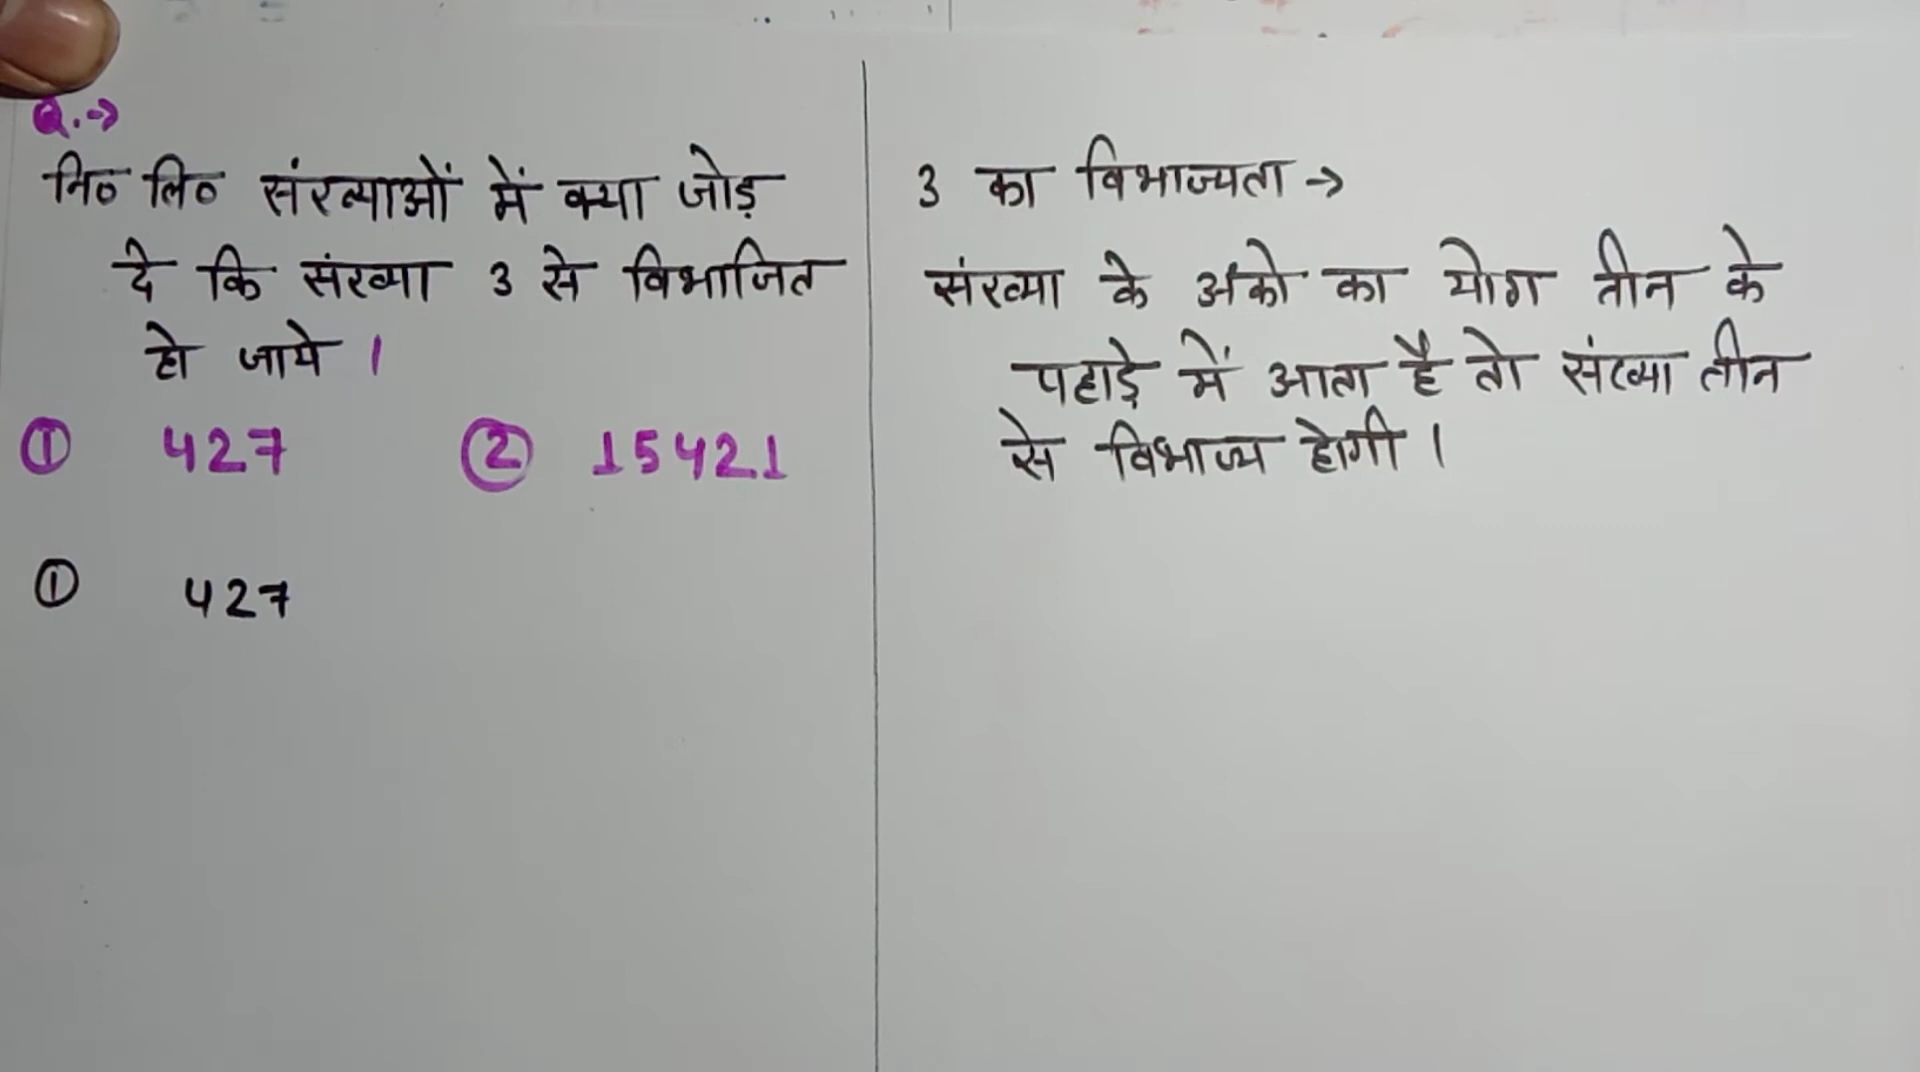 Q.→
नि० लि० संख्याओं में क्या जोड़
दे कि संख्या 3 से विभाजित
हो जाये ।
① 427 ② 15421
① 427
3 का विभाज्यता →
संख्या के अंको का योग तीन के
पहाड़े में आता है तो संख्या तीन
से विभाज्य होगी ।